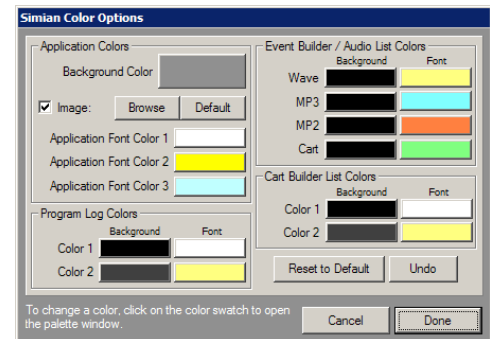 Simian Color Options
Application Colors
Background Color
Image:
Browse
Default
Application Font Color 1
Application Font Color 2
Application Font Color 3
Program Log Colors
Background Font
Color 1
Color 2
Event Builder / Audio List Colors
Background Font
Wave
MP3
MP2
Cart
Cart Builder List Colors
Background Font
Color 1
Color 2
Reset to Default
Undo
To change a color, click on the color swatch to open
the palette window.
Cancel
Done